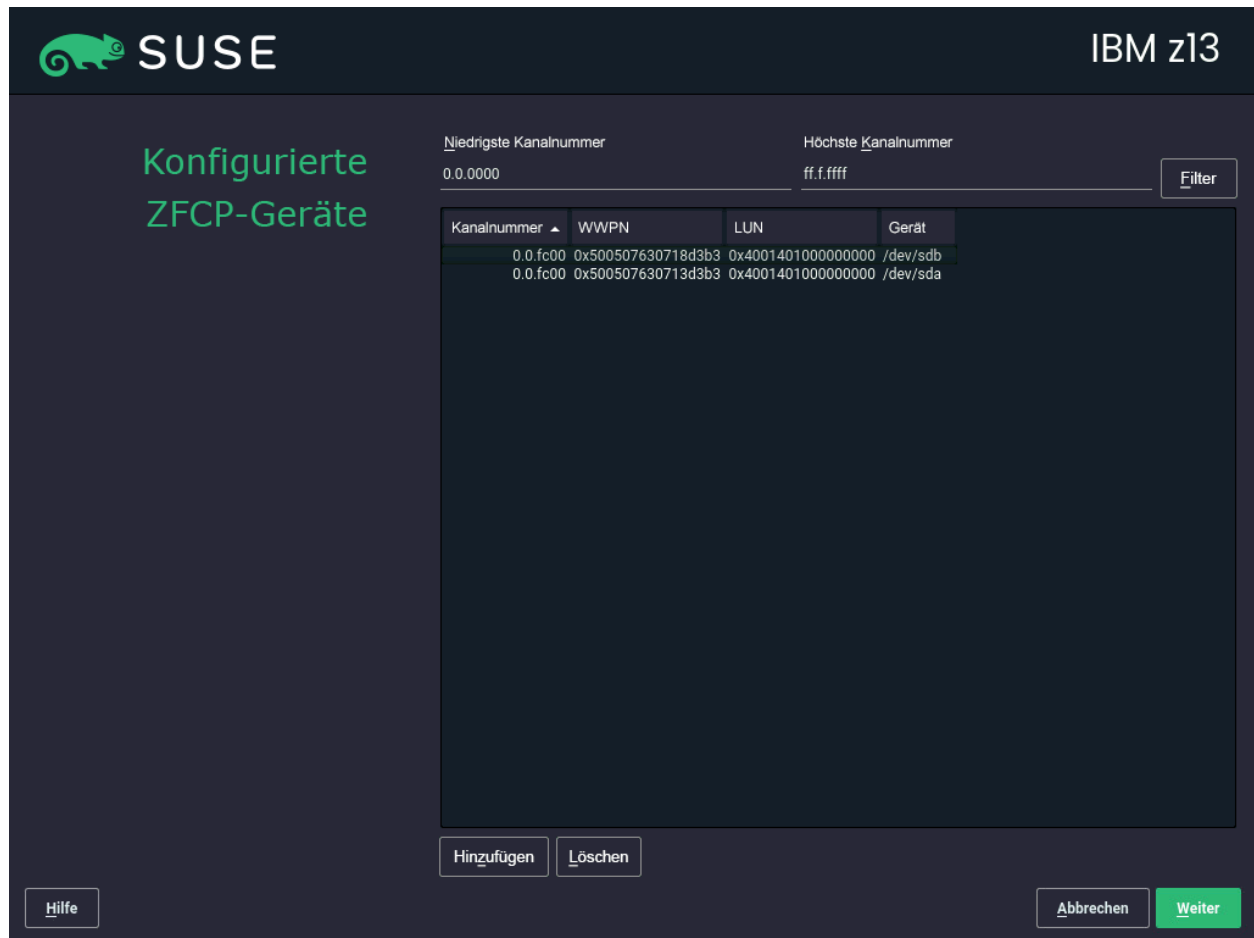 SUSE
IBM z13
Konfigurierte
ZFCP-Geräte
Niedrigste Kanalnummer
Höchste Kanalnummer
0.0.0000
ff.f.ffff
Filter
Kanalnummer WWPN LUN Gerät
0.0.fc00 0x500507630718d3b3 0x4001401000000000 /dev/sdb
0.0.fc00 0x500507630713d3b3 0x4001401000000000 /dev/sda
Hinzufügen
Löschen
Hilfe
Abbrechen
Weiter